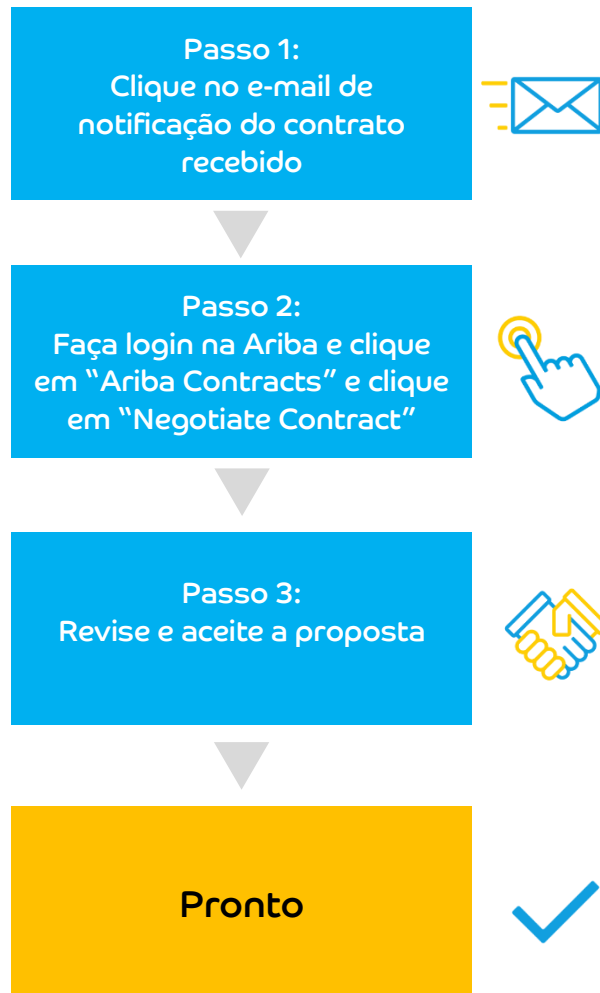 Passo 1:
Clique no e-mail de
notificação do contrato
recebido
Passo 2:
Faça login na Ariba e clique
em “Ariba Contracts” e clique
em “Negotiate Contract”
Passo 3:
Revise e aceite a proposta
Pronto